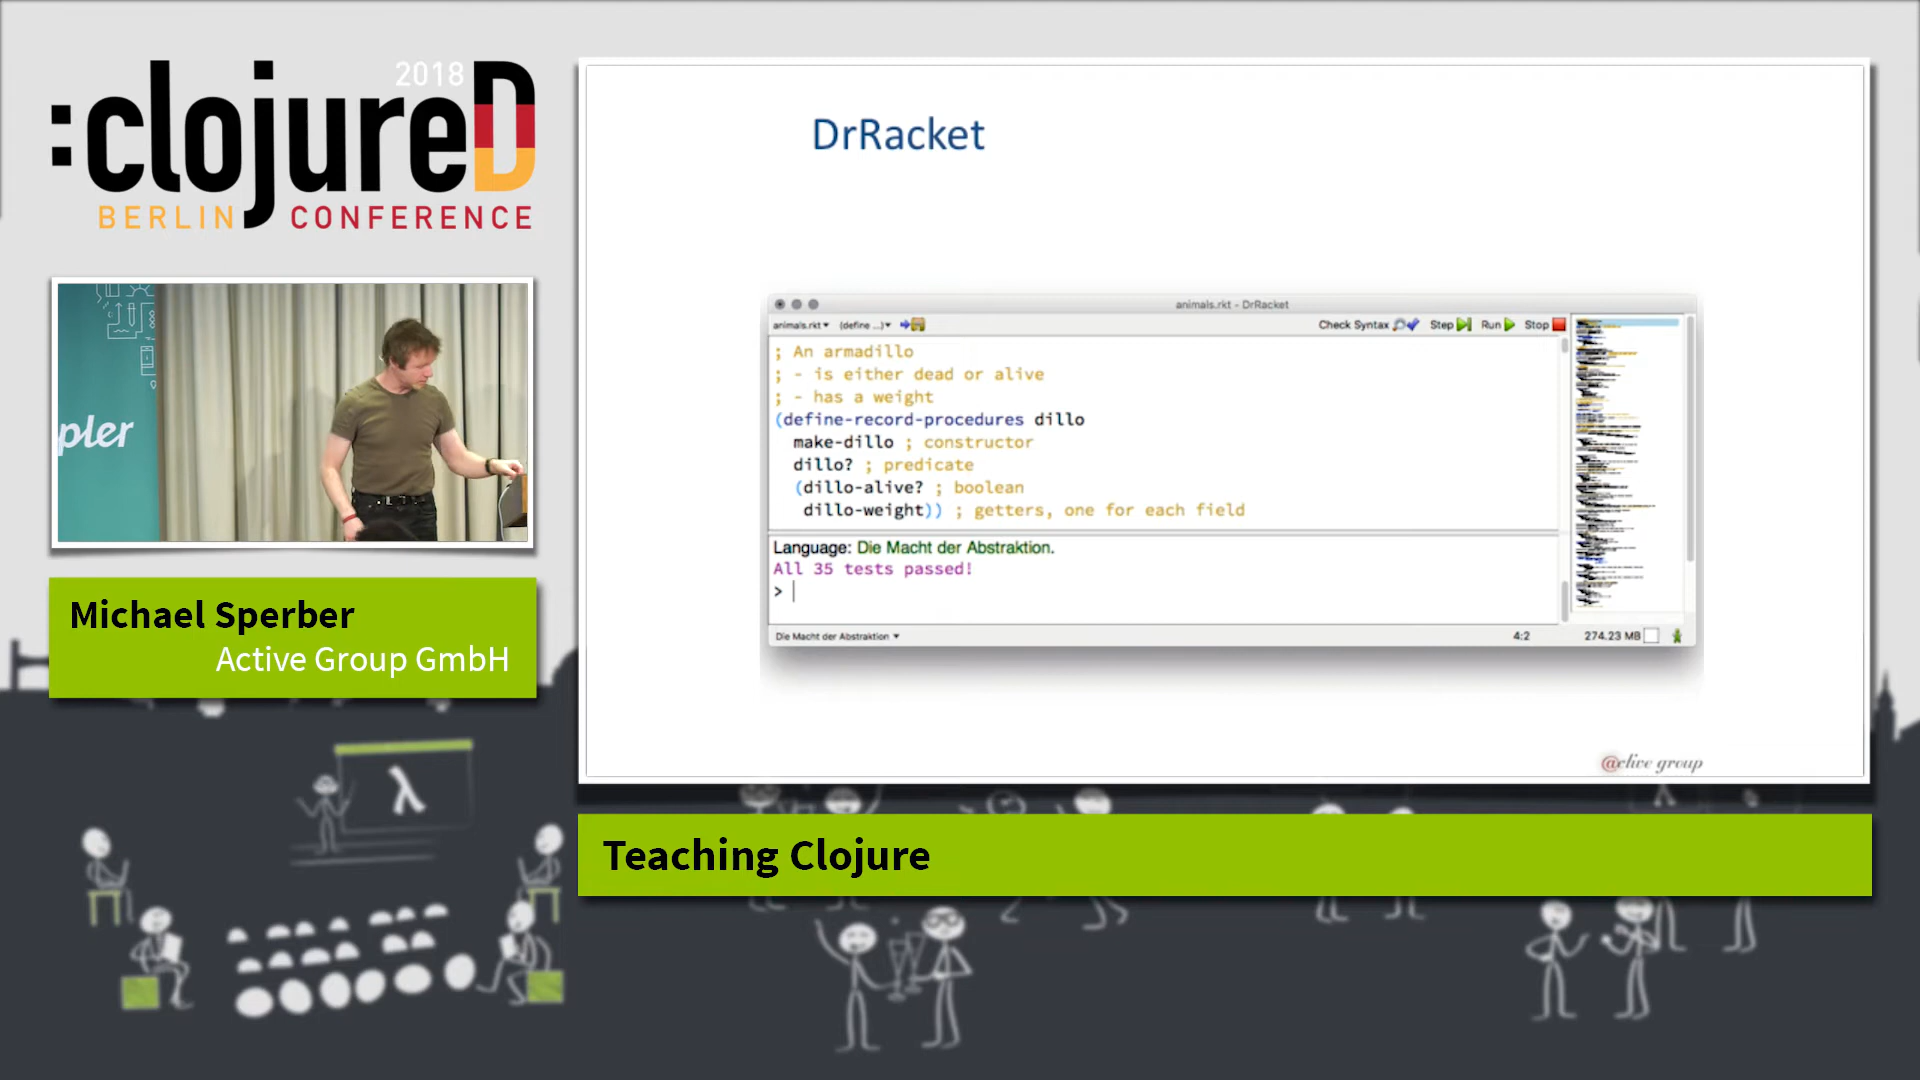 2018
:clojureD
BERLIN CONFERENCE
pler
Michael Sperber
Active Group GmbH
DrRacket
animals.rkt - DrRacket
animals.rkt▾ (define ...)▾ Check Syntax Step Run Stop
; An armadillo
; - is either dead or alive
; - has a weight
(define-record-procedures dillo
make-dillo ; constructor
dillo? ; predicate
(dillo-alive? ; boolean
dillo-weight)) ; getters, one for each field
Language: Die Macht der Abstraktion.
All 35 tests passed!
>
Die Macht der Abstraktion ▾ 4:2 274.23 MB
@ctive group
λ
Teaching Clojure